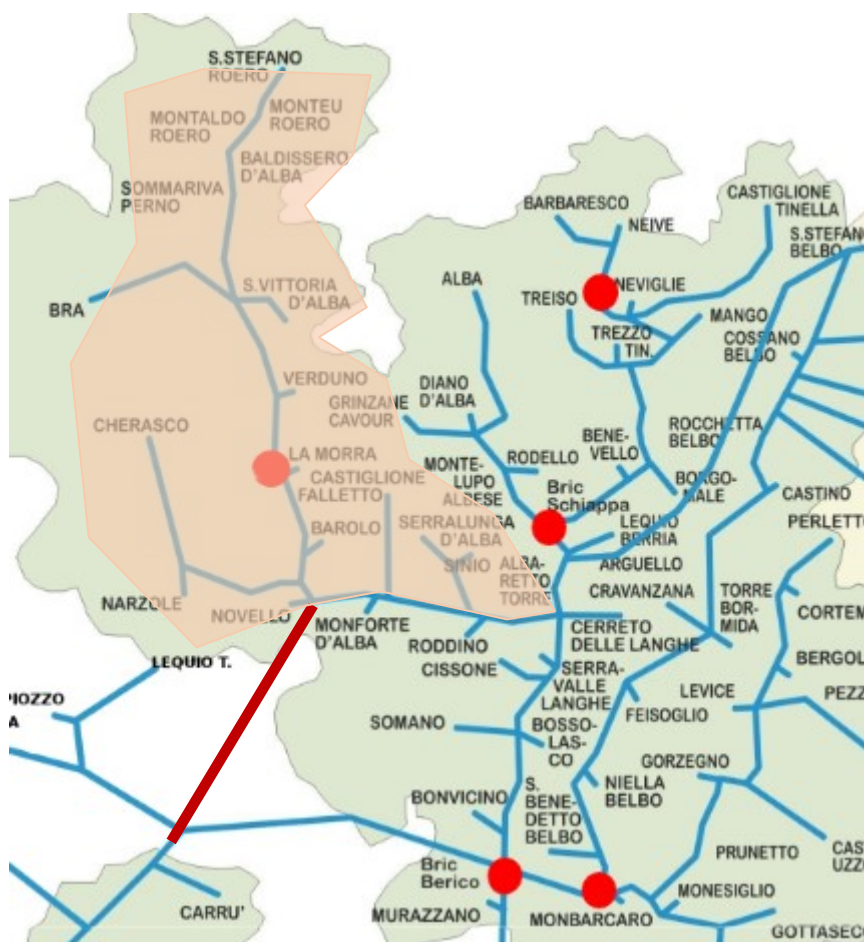 S.STEFANO
ROERO
MONTALDO
ROERO
MONTEU
ROERO
BALDISSERO
D'ALBA
SOMMARIVA
PERNO
BARBARESCO
NEIVE
CASTIGLIONE
TINELLA
S.STEFANO
BELBO
S.VITTORIA
D'ALBA
BRA
ALBA
TREISO
NEVIGLIE
MANGO
TREZZO
TIN.
COSSANO
BELBO
VERDUNO
GRINZANE
CAVOUR
DIANO
D'ALBA
CHERASCO
ROCCHETTA
BELBO
BENE-
VELLO
LA MORRA
CASTIGLIONE
FALLETTO
MONTE-
LUPO
ALBESE
RODELLO
Bric
Schiappa
BORGO-
MALE
CASTINO
PERLETTO
BAROLO
SERRALUNGA
D'ALBA
SINIO
LEQUIO
BERRIA
ALBA-
RETTO
TORRE
ARGUELLO
CRAVANZANA
TORRE
BOR-
MIDA
NARZOLE
NOVELLO
MONFORTE
D'ALBA
RODDINO
CERRETO
DELLE LANGHE
CORTEM
LEQUIO T.
CISSONE
SERRA-
VALLE
LANGHE
BERGOL
PIOZZO
A
LEVICE
PEZZ
FEISOGLIO
SOMANO
BOSSO-
LAS-
CO
GORZEGNO
BONVICINO
S.
BENE-
DETTO
BELBO
NIELLA
BELBO
Bric
Berico
PRUNETTO
CAS
UZZO
CARRU'
MURAZZANO
MONBARCARO
MONESIGLIO
GOTTASEC